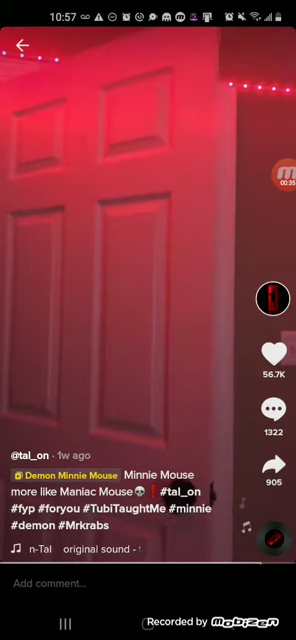 10:57
00:35
56.7K
1322
905
@tal_on · 1w ago
Demon Minnie Mouse Minnie Mouse
more like Maniac Mouse💀❗#tal_on
#fyp #foryou #TubiTaughtMe #minnie
#demon #Mrkrabs
n-Tal original sound -
Add comment...
Recorded by mobizen